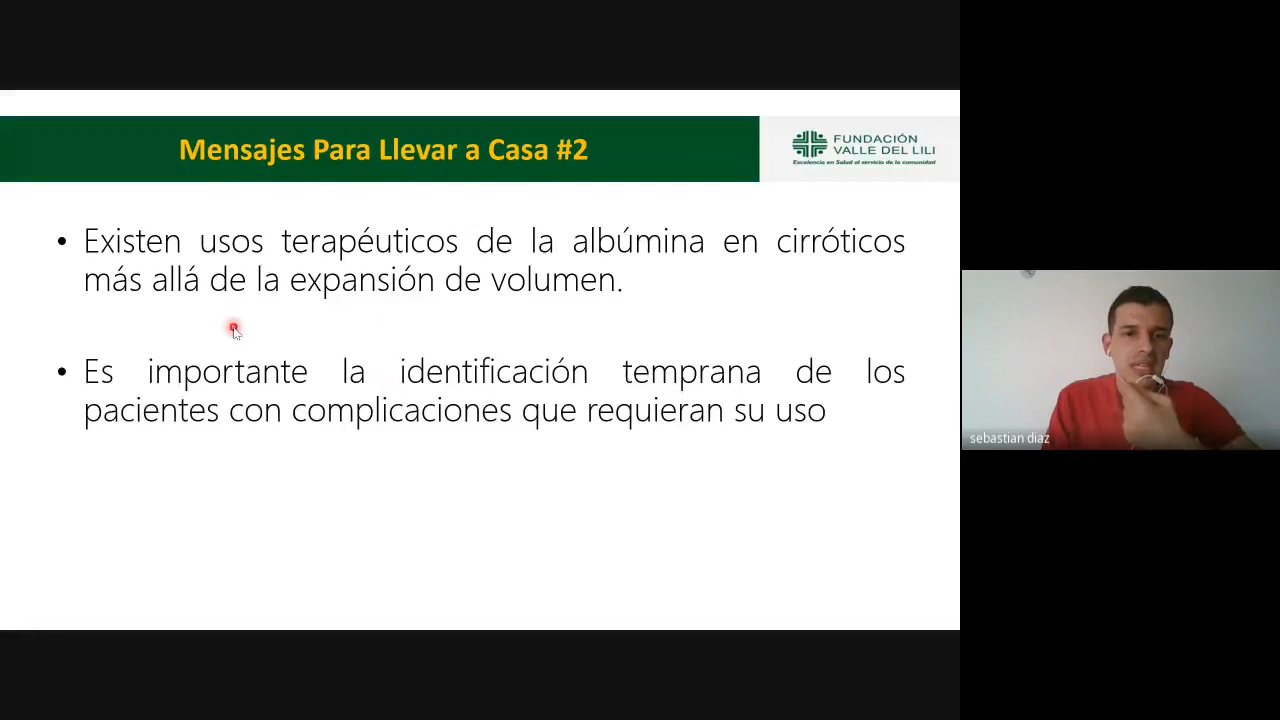 Mensajes Para Llevar a Casa #2
FUNDACIÓN
VALLE DEL LILI
Excelencia en Salud al servicio de la comunidad
• Existen usos terapéuticos de la albúmina en cirróticos
más allá de la expansión de volumen.
• Es importante la identificación temprana de los
pacientes con complicaciones que requieran su uso
sebastian diaz